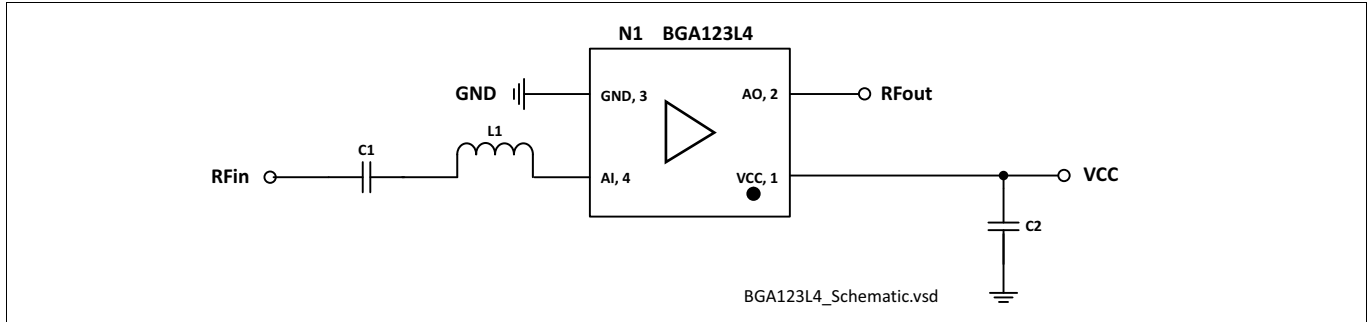 N1 BGA123L4
GND
GND, 3
AO, 2
RFout
C1
L1
RFin
AI, 4
VCC, 1
VCC
C2
BGA123L4_Schematic.vsd